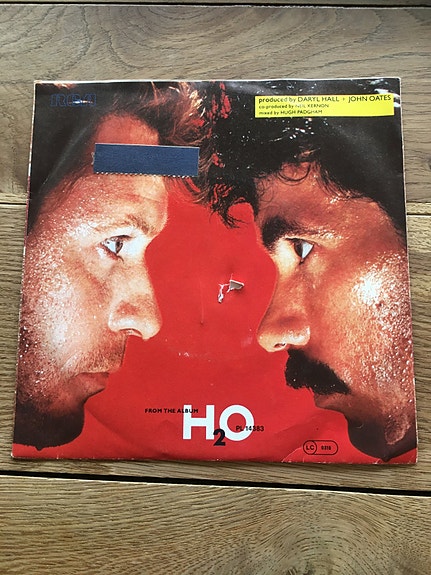 RCA
produced by DARYL HALL + JOHN OATES
co-produced by NEIL KERNON
mixed by HUGH PADGHAM
FROM THE ALBUM
H2O
PL 14383
LC 0316